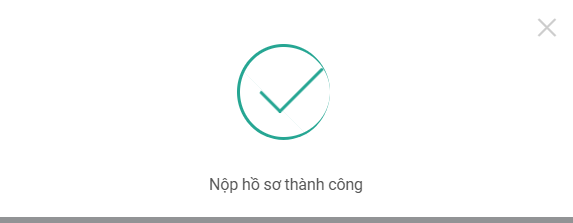 Nộp hồ sơ thành công